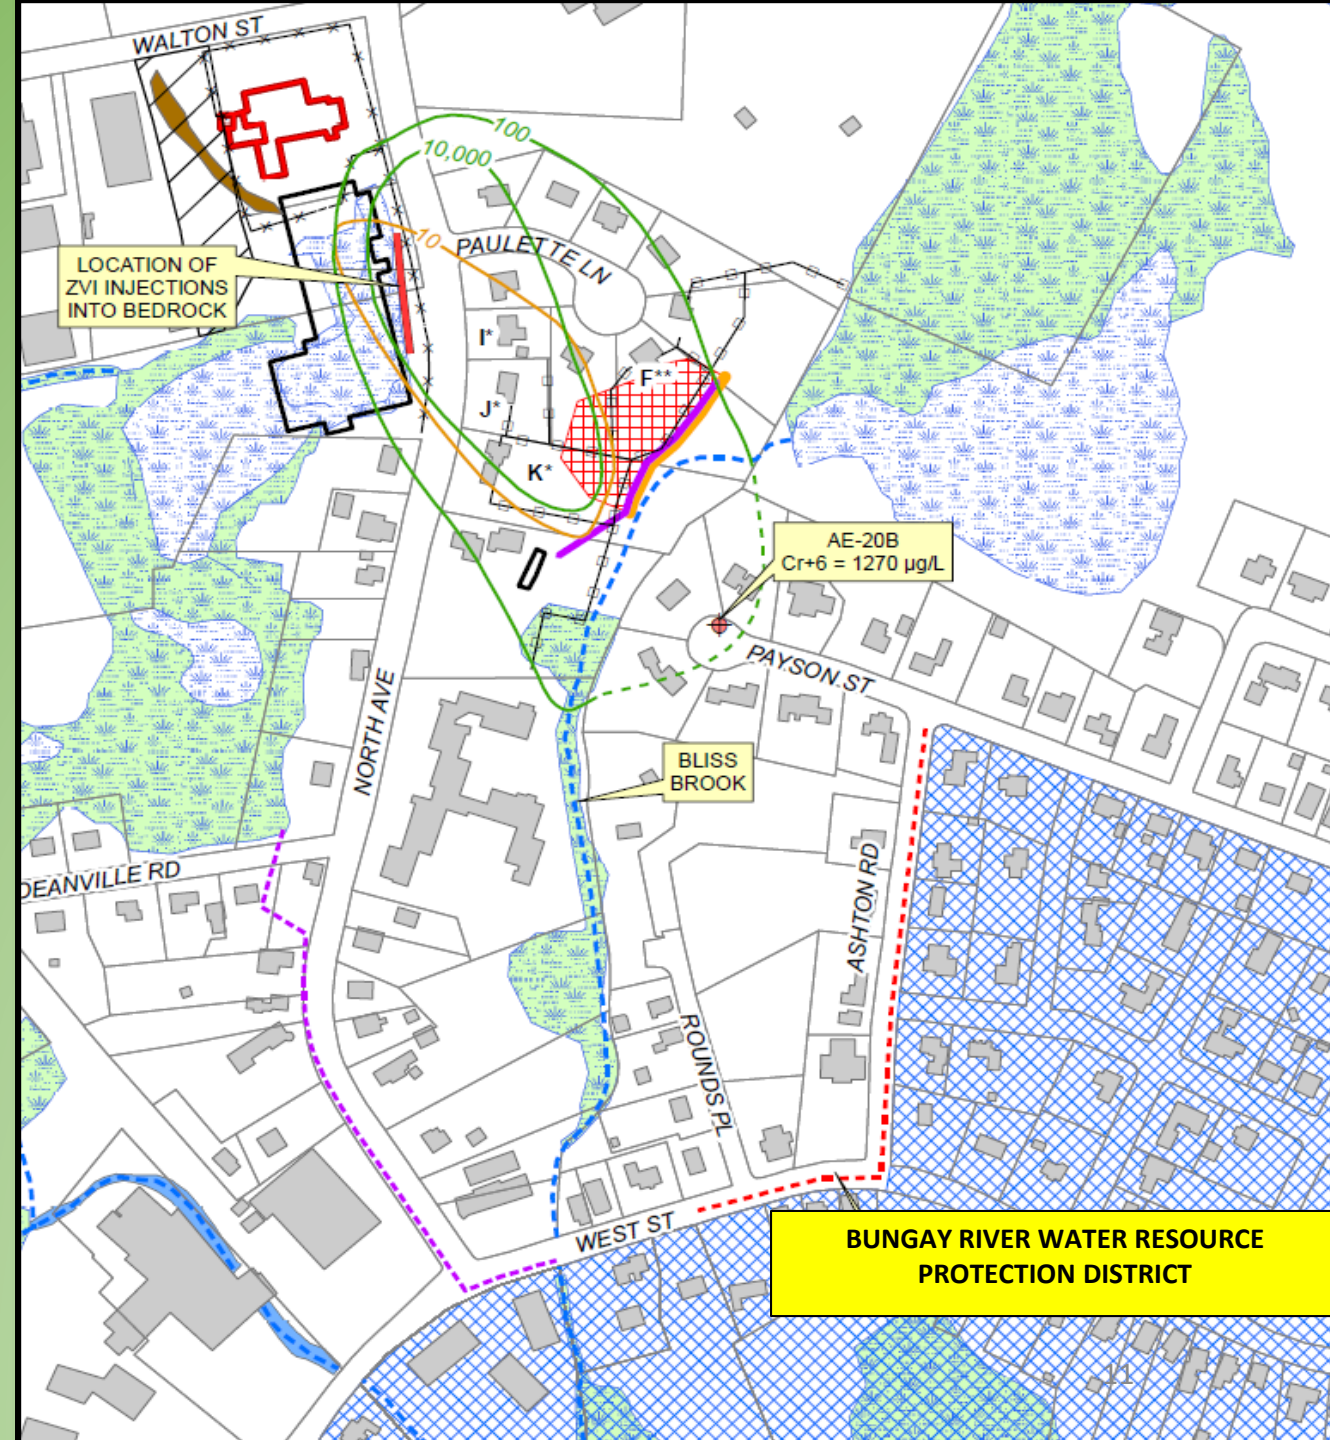 WALTON ST
100
10,000
10
PAULETTE LN
LOCATION OF
ZVI INJECTIONS
INTO BEDROCK
I*
F**
J*
K*
AE-20B
Cr+6 = 1270 µg/L
PAYSON ST
NORTH AVE
BLISS
BROOK
DEANVILLE RD
ASHTON RD
ROUNDS PL
WEST ST
BUNGAY RIVER WATER RESOURCE
PROTECTION DISTRICT
11